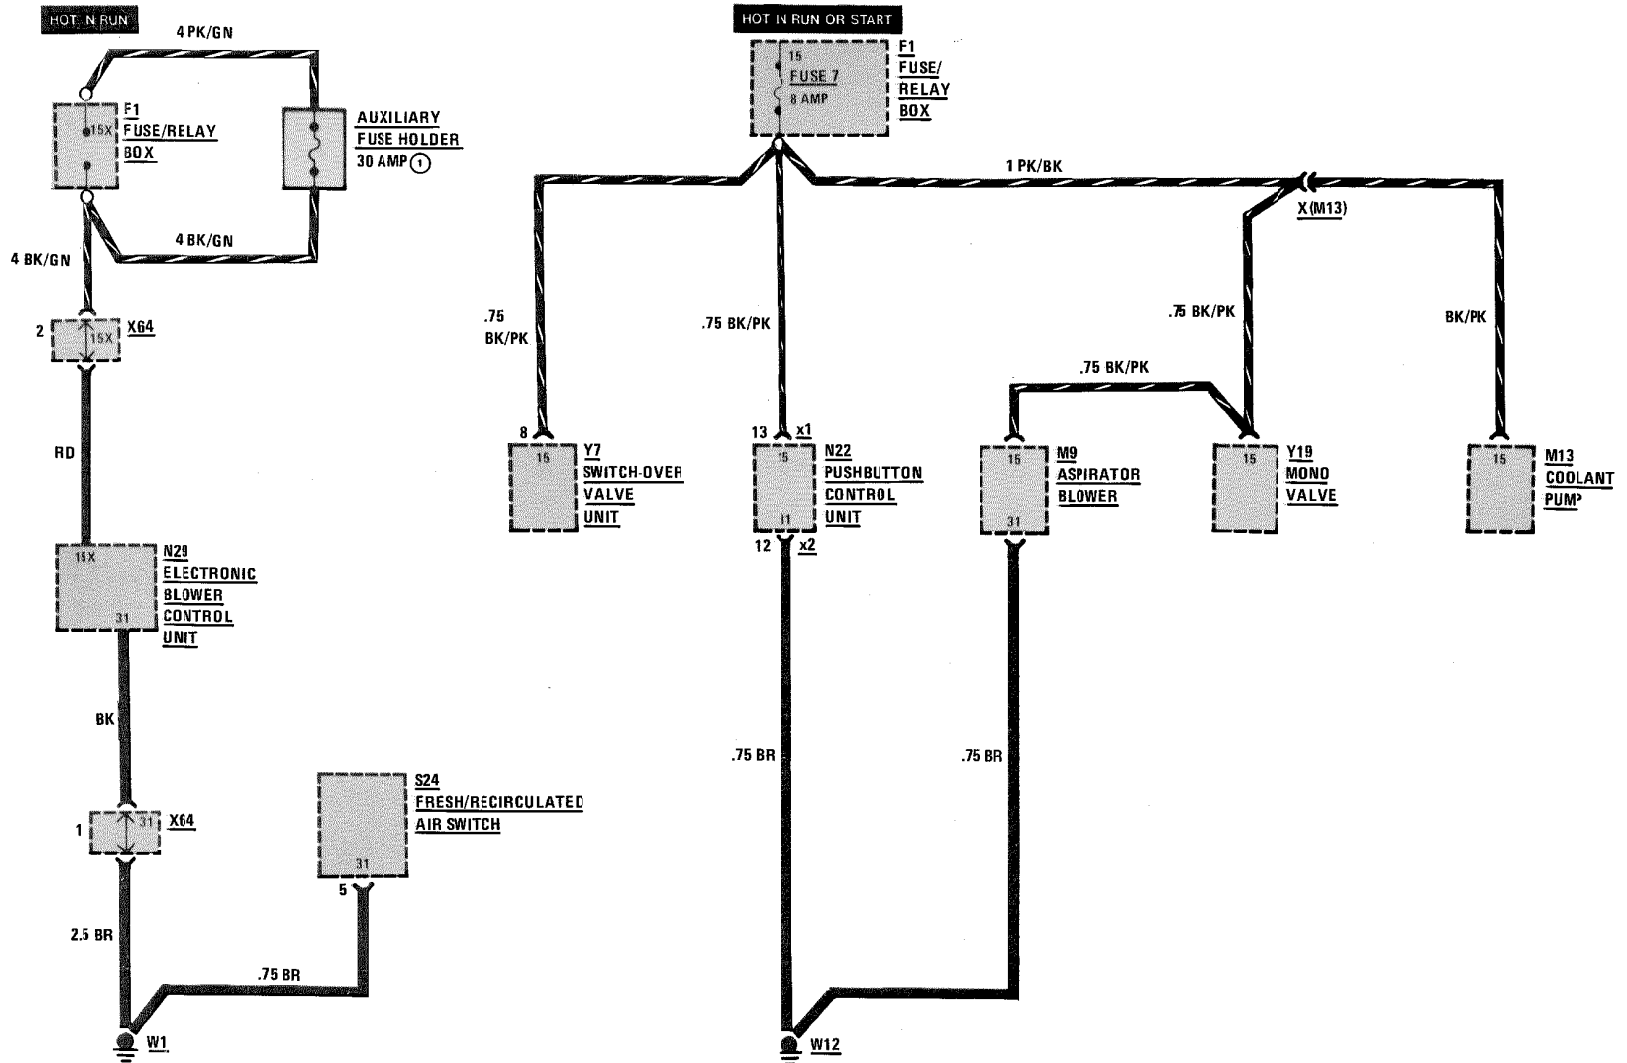 HOT IN RUN
4 PK/GN
F1
FUSE/RELAY
BOX
15X
AUXILIARY
FUSE HOLDER
30 AMP 1
4 BK/GN
4 BK/GN
2
15X
X64
RD
15X
31
N29
ELECTRONIC
BLOWER
CONTROL
UNIT
BK
1
31
X64
2.5 BR
S24
FRESH/RECIRCULATED
AIR SWITCH
31
5
.75 BR
W1
HOT IN RUN OR START
15
FUSE 7
8 AMP
F1
FUSE/
RELAY
BOX
1 PK/BK
X(M13)
.75
BK/PK
.75 BK/PK
.75 BK/PK
.75 BK/PK
BK/PK
8
15
Y7
SWITCH-OVER
VALVE
UNIT
13
x1
15
N22
PUSHBUTTON
CONTROL
UNIT
12
x2
15
31
M9
ASPIRATOR
BLOWER
15
Y19
MONO
VALVE
15
M13
COOLANT
PUMP
.75 BR
.75 BR
W12